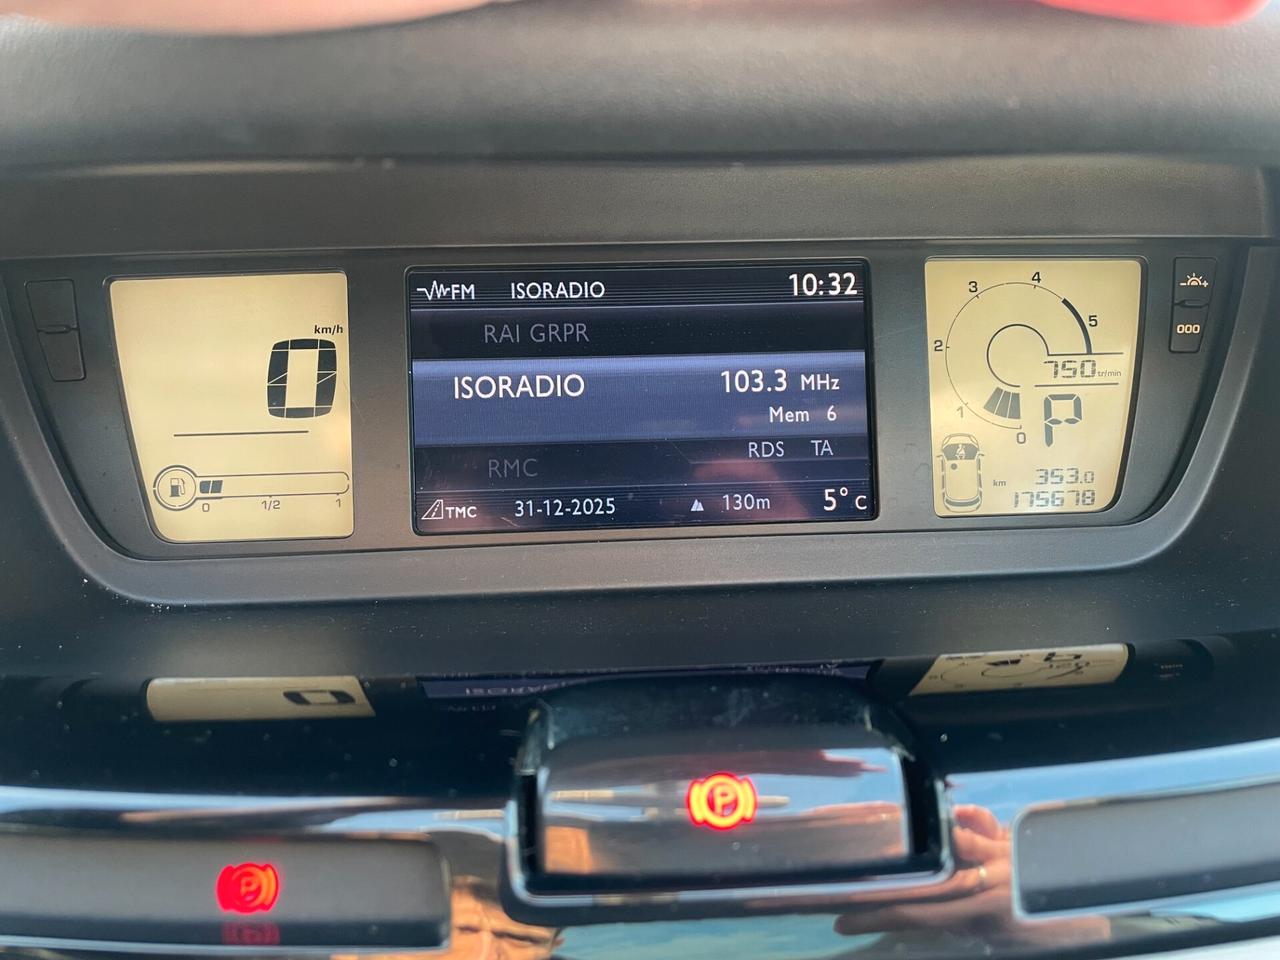 km/h
0
0 1/2 1
FM ISORADIO 10:32
RAI GRPR
ISORADIO 103.3 MHz
Mem 6
RMC RDS TA
TMC 31-12-2025 130m 5°C
4
3
5
2
750 tr/min
1
P
0
km 353.0
175678
000
P
P